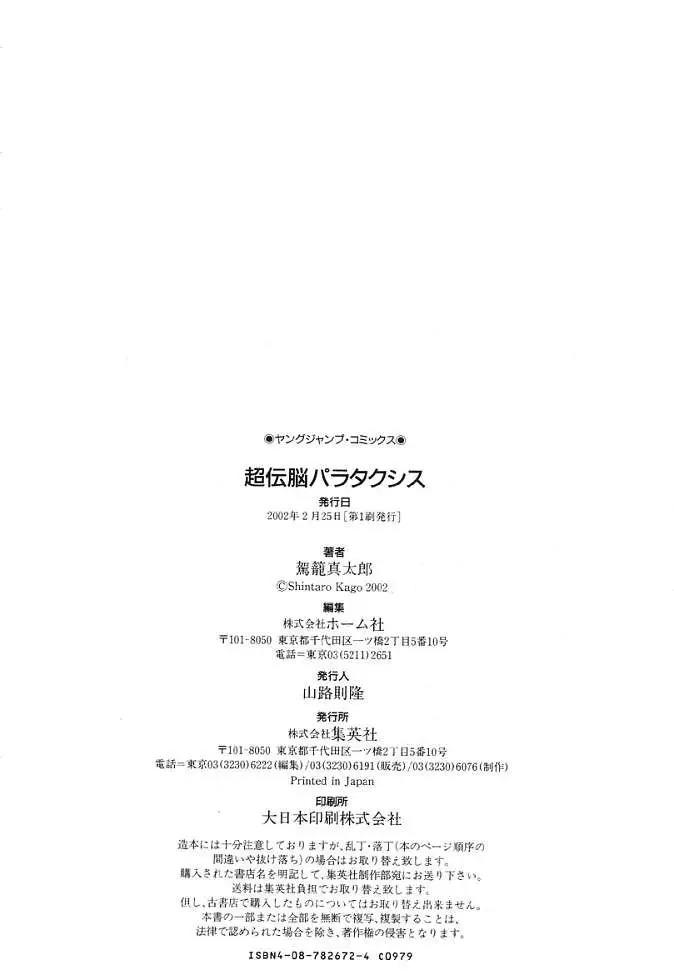 ◉ヤングジャンプ・コミックス◉
超伝脳パラタクシス
発行日
2002年2月25日[第1刷発行]
著者
駕籠真太郎
©Shintaro Kago 2002
編集
株式会社ホーム社
〒101-8050 東京都千代田区一ツ橋2丁目5番10号
電話=東京03(5211)2651
発行人
山路則隆
発行所
株式会社集英社
〒101-8050 東京都千代田区一ツ橋2丁目5番10号
電話=東京03(3230)6222(編集)/03(3230)6191(販売)/03(3230)6076(制作)
Printed in Japan
印刷所
大日本印刷株式会社
造本には十分注意しておりますが、乱丁・落丁(本のページ順序の
間違いや抜け落ち)の場合はお取り替え致します。
購入された書店名を明記して、集英社制作部宛にお送り下さい。
送料は集英社負担でお取り替え致します。
但し、古書店で購入したものについてはお取り替え出来ません。
本書の一部または全部を無断で複写、複製することは、
法律で認められた場合を除き、著作権の侵害となります。
ISBN4-08-782672-4 C0979